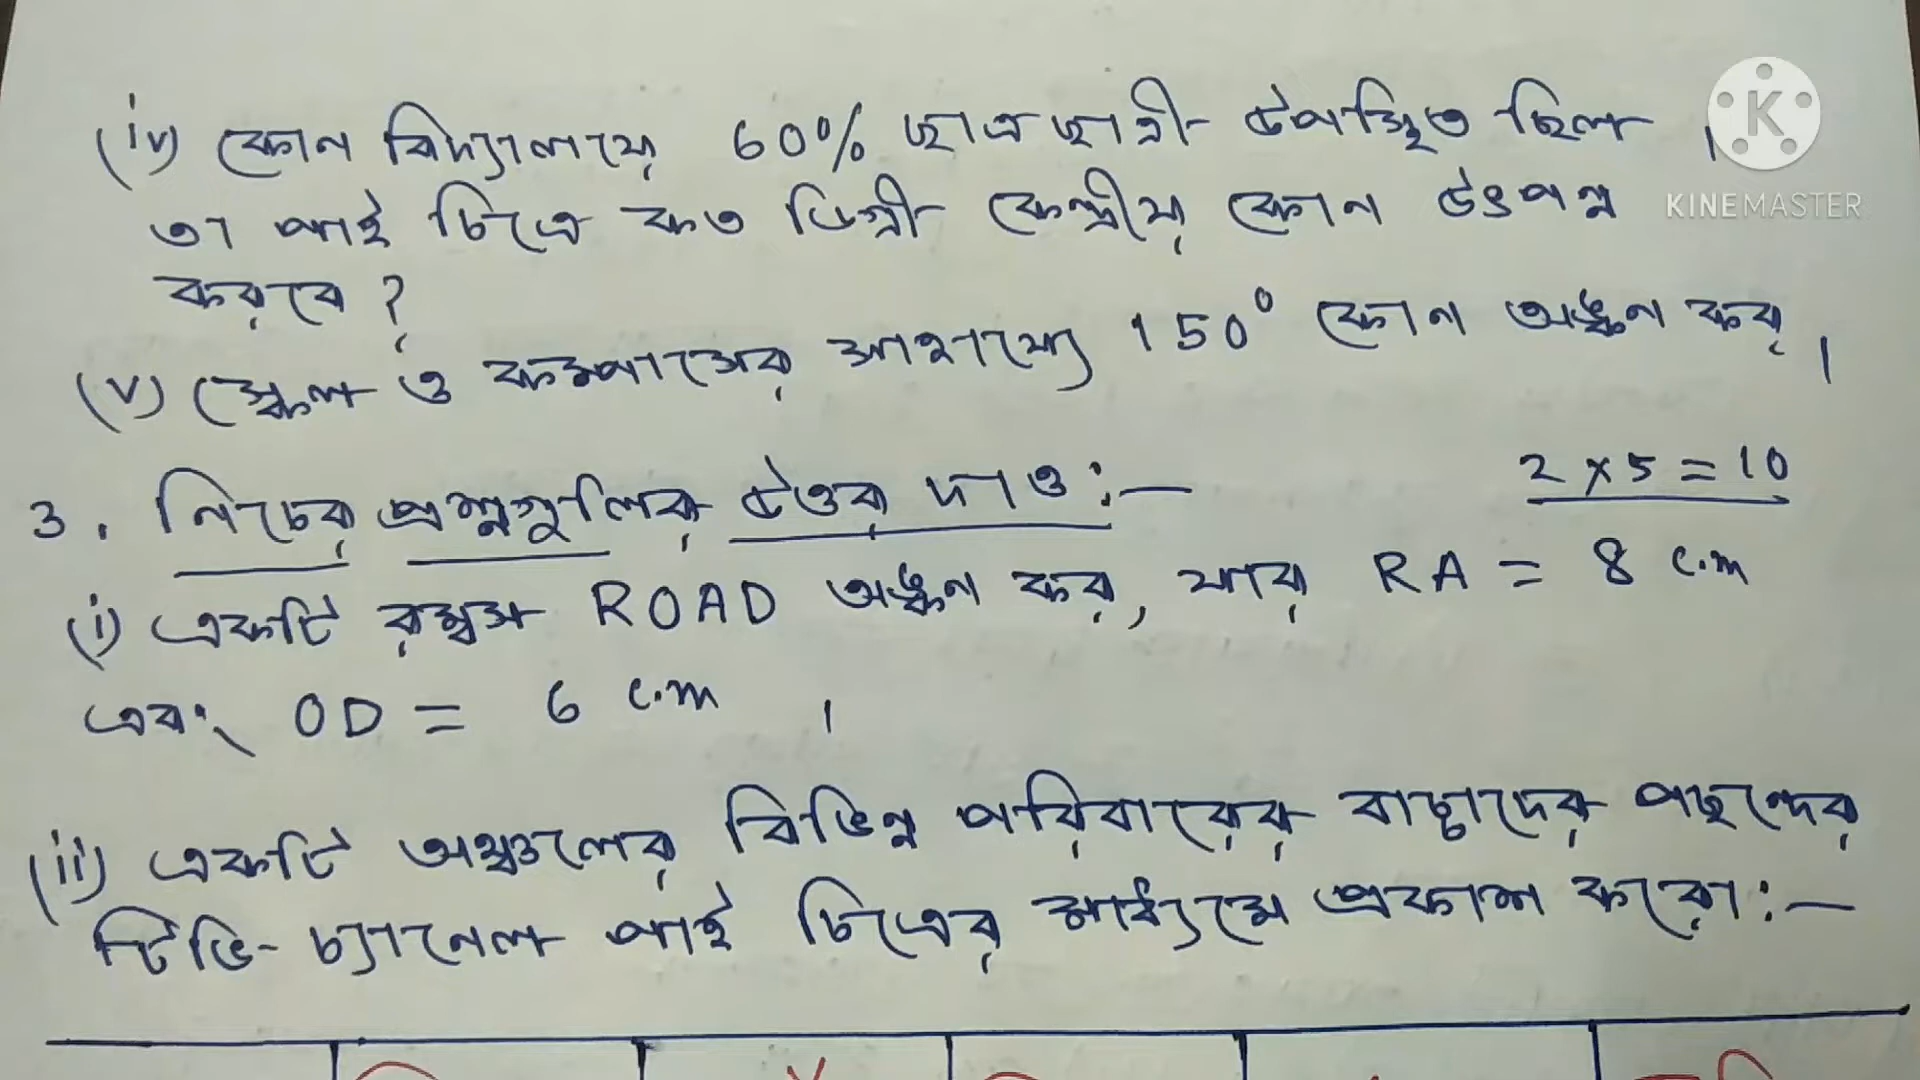 (iv) কোন বিদ্যালয়ে 60% ছাত্রছাত্রী উপস্থিত ছিল ।
তা পাই চিত্রে কত ডিগ্রী কেন্দ্রীয় কোন উৎপন্ন
করবে ?
(v) স্কেল ও কম্পাসের সাহায্যে 150° কোন অঙ্কন কর ।
3. নিচের প্রশ্নগুলির উত্তর দাও :— 2 × 5 = 10
(i) একটি রম্বস ROAD অঙ্কন কর, যার RA = 8 c.m
এবং OD = 6 c.m ।
(ii) একটি অঞ্চলের বিভিন্ন পরিবারের বাচ্চাদের পছন্দের
টিভি চ্যানেল পাই চিত্রের মাধ্যমে প্রকাশ করো :—
K
KINEMASTER